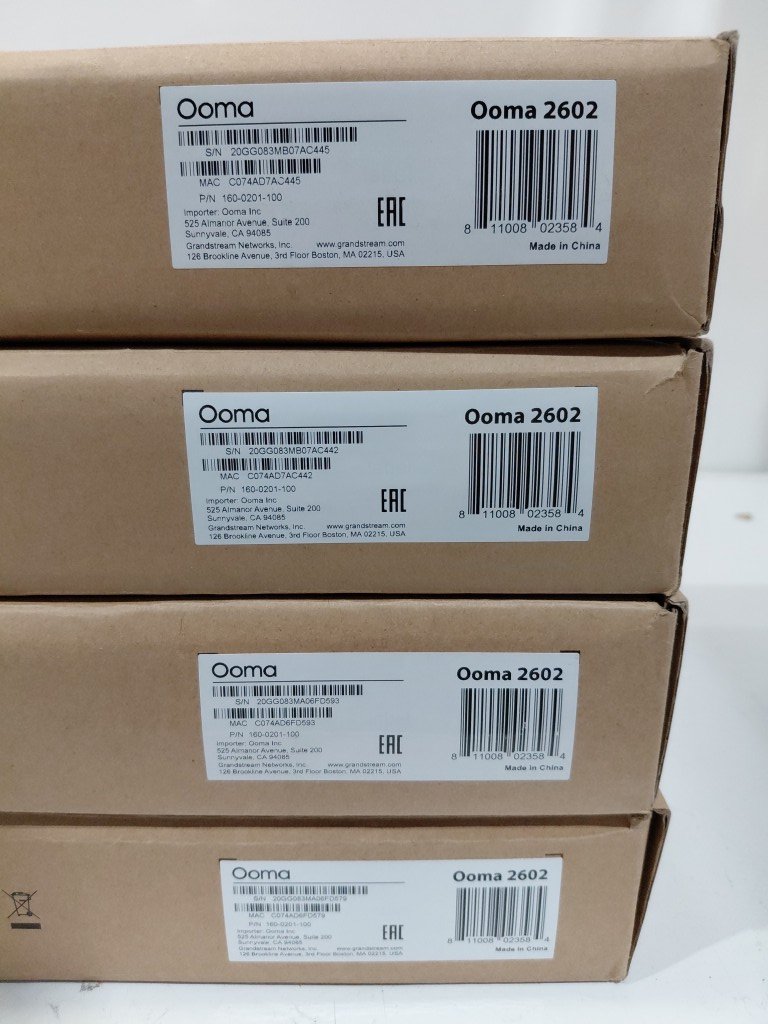 Ooma
S/N 20GG083MB07AC445
MAC C074AD7AC445
P/N 160-0201-100
Importer: Ooma Inc
525 Almanor Avenue, Suite 200
Sunnyvale, CA 94085
Grandstream Networks, Inc. www.grandstream.com
126 Brookline Avenue, 3rd Floor Boston, MA 02215, USA
EAC
Ooma 2602
8 11008 02358 4
Made in China
Ooma
S/N 20GG083MB07AC442
MAC C074AD7AC442
P/N 160-0201-100
Importer: Ooma Inc
525 Almanor Avenue, Suite 200
Sunnyvale, CA 94085
Grandstream Networks, Inc. www.grandstream.com
126 Brookline Avenue, 3rd Floor Boston, MA 02215, USA
EAC
Ooma 2602
8 11008 02358 4
Made in China
Ooma
S/N 20GG083MA06FD593
MAC C074AD6FD593
P/N 160-0201-100
Importer: Ooma Inc
525 Almanor Avenue, Suite 200
Sunnyvale, CA 94085
Grandstream Networks, Inc. www.grandstream.com
126 Brookline Avenue, 3rd Floor Boston, MA 02215, USA
EAC
Ooma 2602
8 11008 02358 4
Made in China
Ooma
S/N 20GG083MA06FD579
MAC C074AD6FD579
P/N 160-0201-100
Importer: Ooma Inc
525 Almanor Avenue, Suite 200
Sunnyvale, CA 94085
Grandstream Networks, Inc. www.grandstream.com
126 Brookline Avenue, 3rd Floor Boston, MA 02215, USA
EAC
Ooma 2602
8 11008 02358 4
Made in China